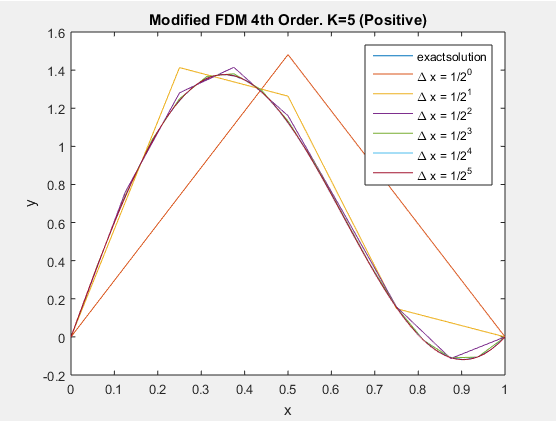 Modified FDM 4th Order. K=5 (Positive)
1.6
1.4
1.2
1
0.8
0.6
0.4
0.2
0
-0.2
y
exactsolution
Δ x = 1/2^0
Δ x = 1/2^1
Δ x = 1/2^2
Δ x = 1/2^3
Δ x = 1/2^4
Δ x = 1/2^5
0 0.1 0.2 0.3 0.4 0.5 0.6 0.7 0.8 0.9 1
x